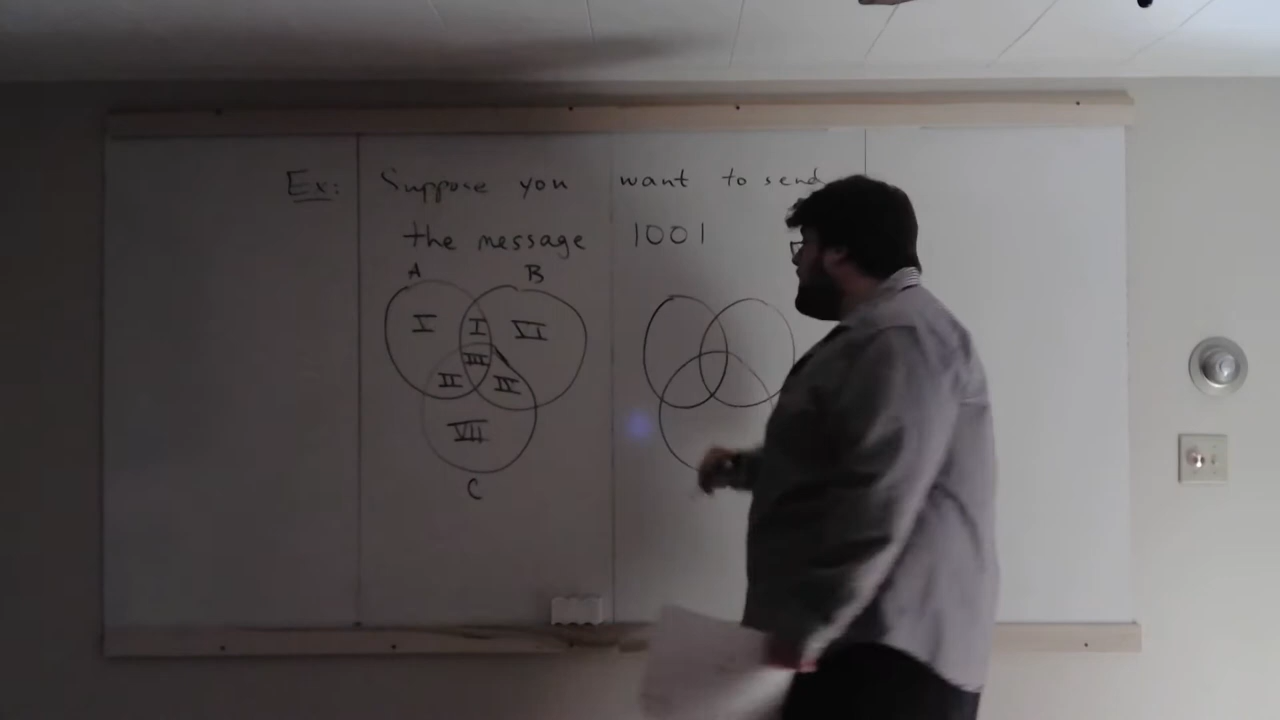 Ex: Suppose you want to send
the message 1001
A B
V I VI
III
II IV
VII
C